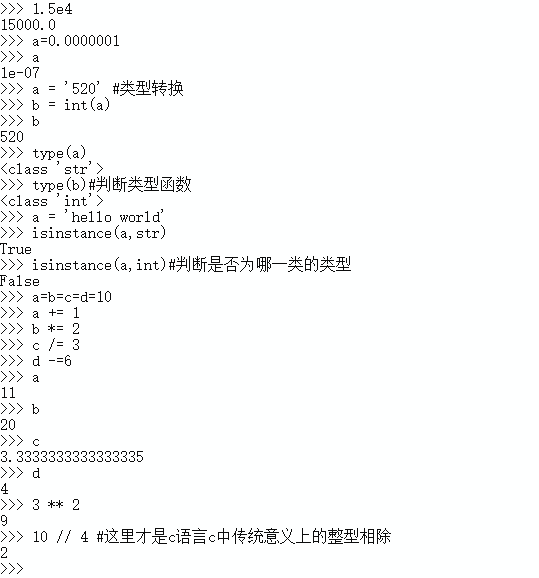 >>> 1.5e4
15000.0
>>> a=0.0000001
>>> a
1e-07
>>> a = '520' #类型转换
>>> b = int(a)
>>> b
520
>>> type(a)
<class 'str'>
>>> type(b)#判断类型函数
<class 'int'>
>>> a = 'hello world'
>>> isinstance(a,str)
True
>>> isinstance(a,int)#判断是否为哪一类的类型
False
>>> a=b=c=d=10
>>> a += 1
>>> b *= 2
>>> c /= 3
>>> d -=6
>>> a
11
>>> b
20
>>> c
3.3333333333333335
>>> d
4
>>> 3 ** 2
9
>>> 10 // 4 #这里才是c语言c中传统意义上的整型相除
2
>>>